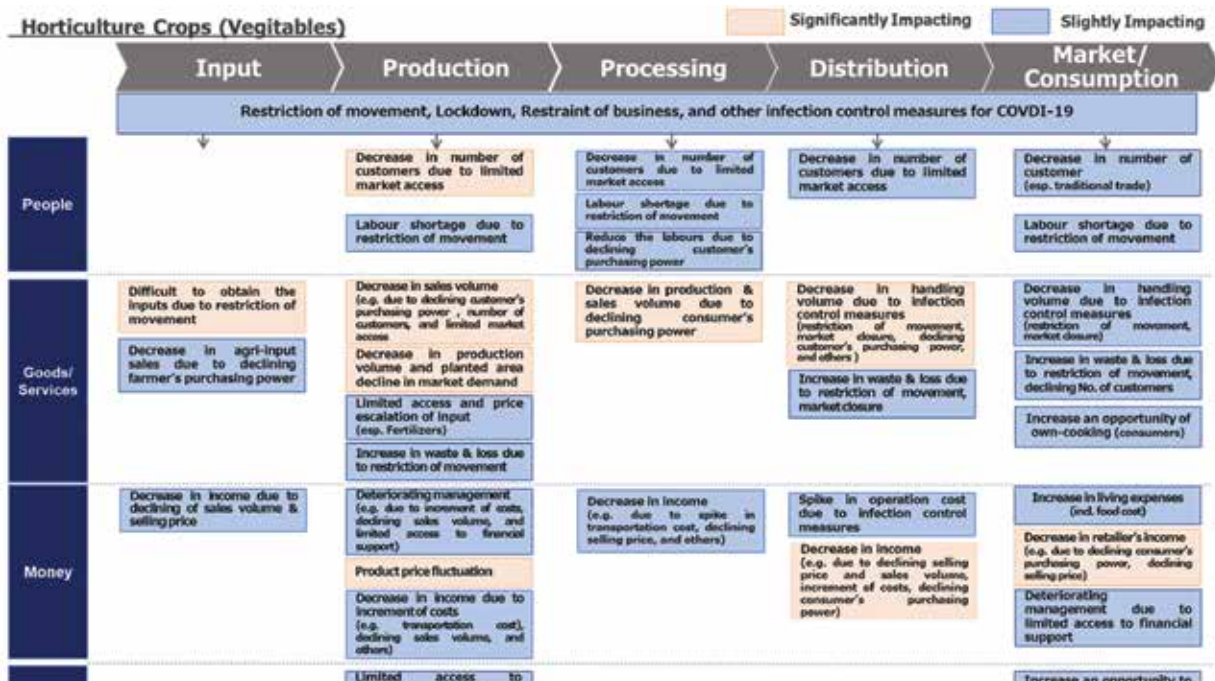 Horticulture Crops (Vegitables)
Significantly Impacting
Slightly Impacting
Input
Production
Processing
Distribution
Market/
Consumption
Restriction of movement, Lockdown, Restraint of business, and other infection control measures for COVDI-19
People
Decrease in number of
customers due to limited
market access
Labour shortage due to
restriction of movement
Decrease in number of
customers due to limited
market access
Labour shortage due to
restriction of movement
Reduce the labours due to
declining customer's
purchasing power
Decrease in number of
customers due to limited
market access
Decrease in number of
customer
(esp. traditional trade)
Labour shortage due to
restriction of movement
Goods/
Services
Difficult to obtain the
inputs due to restriction of
movement
Decrease in agri-input
sales due to declining
farmer's purchasing power
Decrease in sales volume
(e.g. due to declining customer's
purchasing power , number of
customers, and limited market
access
Decrease in production
volume and planted area
decline in market demand
Limited access and price
escalation of input
(esp. Fertilizers)
Increase in waste & loss due
to restriction of movement
Decrease in production &
sales volume due to
declining consumer's
purchasing power
Decrease in handling
volume due to infection
control measures
(restriction of movement,
market closure, declining
customer's purchasing power,
and others )
Increase in waste & loss due
to restriction of movement,
market closure
Decrease in handling
volume due to infection
control measures
(restriction of movement,
market closure)
Increase in waste & loss due
to restriction of movement,
declining No. of customers
Increase an opportunity of
own-cooking (consumers)
Money
Decrease in income due to
declining of sales volume &
selling price
Deteriorating management
(e.g. due to increment of costs,
declining sales volume, and
limited access to financial
support)
Product price fluctuation
Decrease in income due to
increment of costs
(e.g. transportation cost),
declining sales volume, and
others)
Decrease in income
(e.g. due to spike in
transportation cost, declining
selling price, and others)
Spike in operation cost
due to infection control
measures
Decrease in income
(e.g. due to declining selling
price and sales volume,
increment of costs, declining
consumer's purchasing
power)
Increase in living expenses
(incl. food cost)
Decrease in retailer's income
(e.g. due to declining consumer's
purchasing power, declining
selling price)
Deteriorating
management due to
limited access to financial
support
Limited access to
Increase an opportunity to